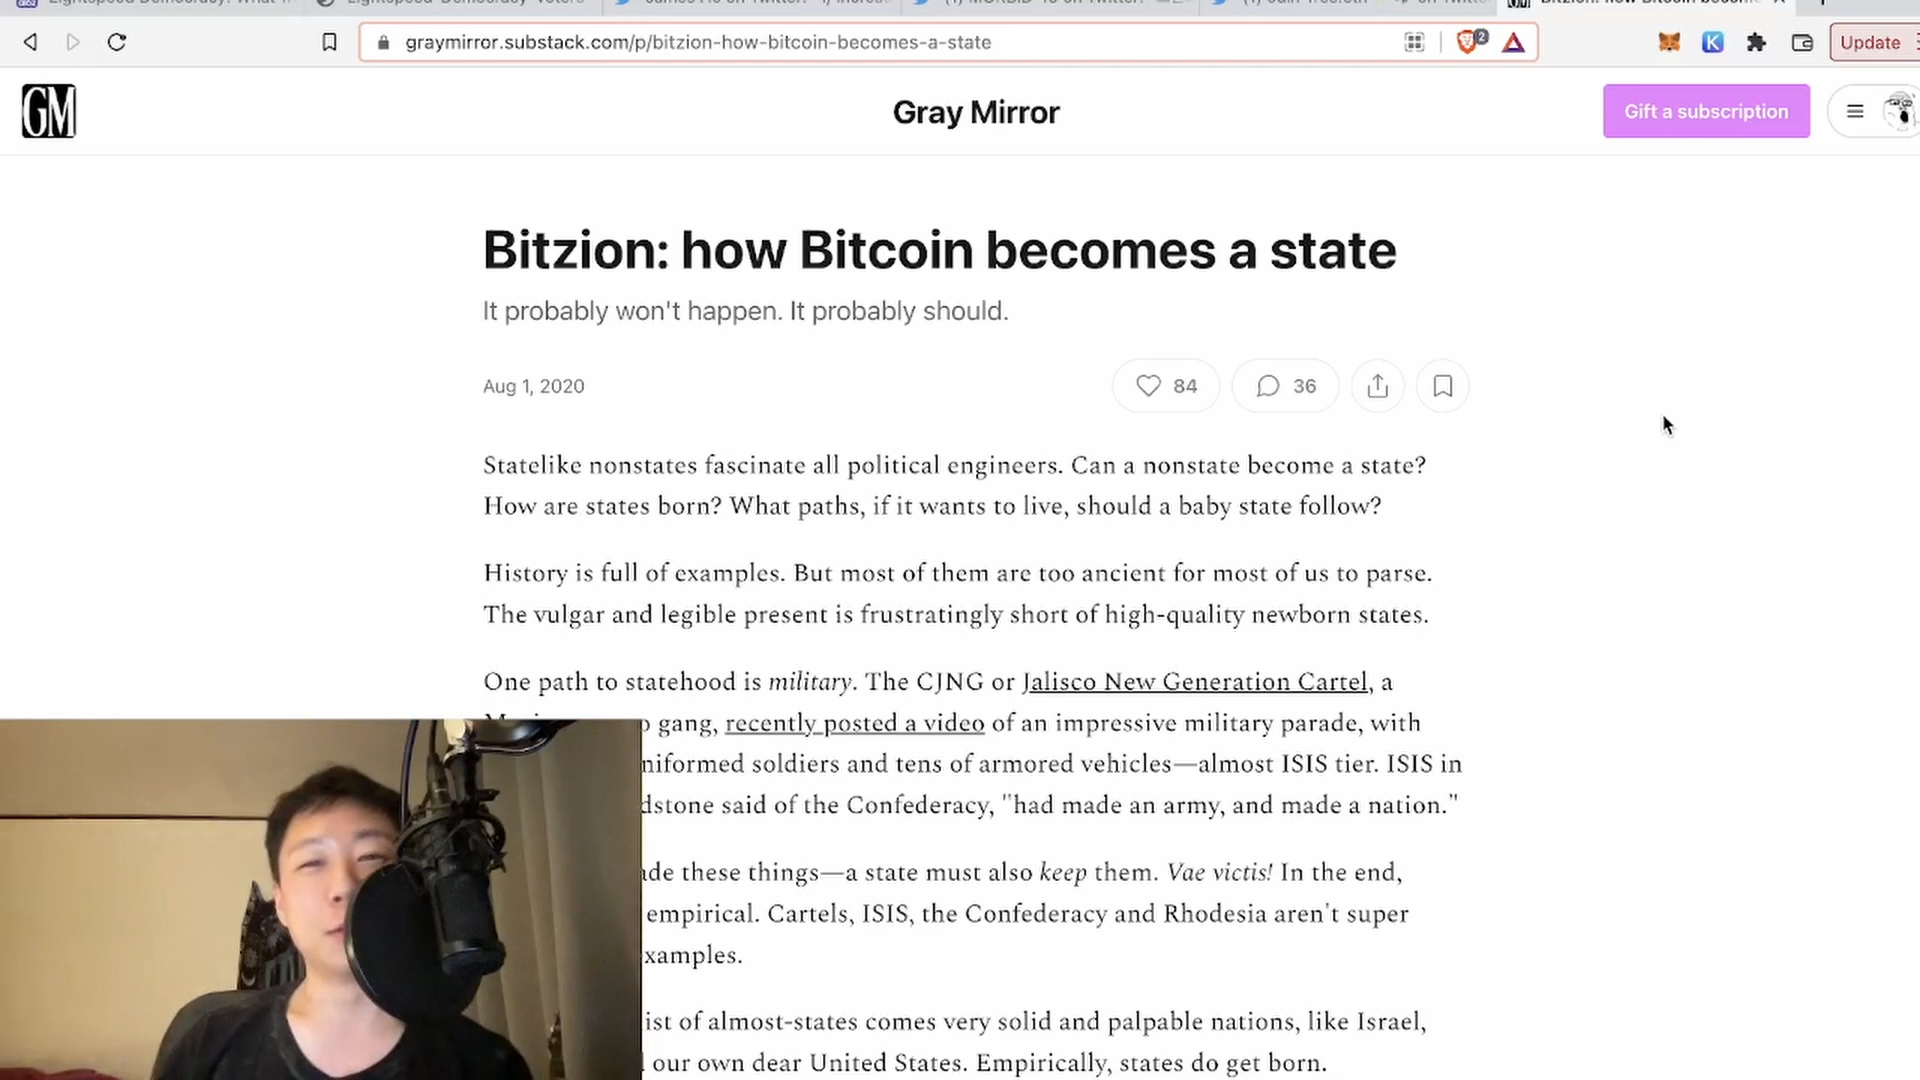 on Twitter
Bitzion: how Bitcoin
graymirror.substack.com/p/bitzion-how-bitcoin-becomes-a-state
2
K
Update
GM
Gray Mirror
Gift a subscription
Bitzion: how Bitcoin becomes a state
It probably won't happen. It probably should.
Aug 1, 2020
84
36
Statelike nonstates fascinate all political engineers. Can a nonstate become a state?
How are states born? What paths, if it wants to live, should a baby state follow?
History is full of examples. But most of them are too ancient for most of us to parse.
The vulgar and legible present is frustratingly short of high-quality newborn states.
One path to statehood is military. The CJNG or Jalisco New Generation Cartel, a
gang, recently posted a video of an impressive military parade, with
niformed soldiers and tens of armored vehicles—almost ISIS tier. ISIS in
dstone said of the Confederacy, "had made an army, and made a nation."
de these things—a state must also keep them. Vae victis! In the end,
empirical. Cartels, ISIS, the Confederacy and Rhodesia aren't super
xamples.
ist of almost-states comes very solid and palpable nations, like Israel,
our own dear United States. Empirically, states do get born.